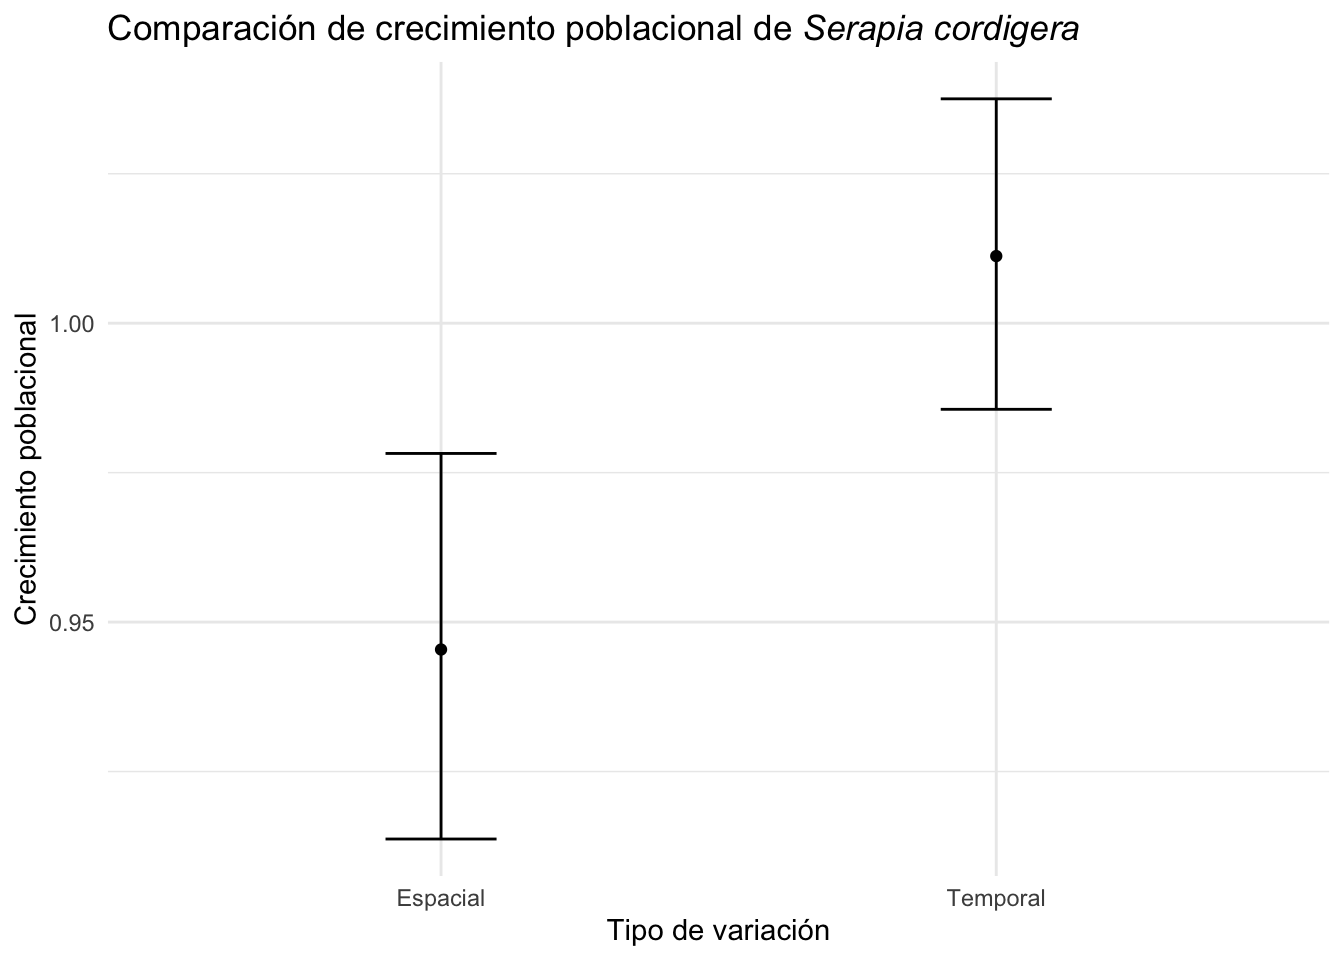 Comparación de crecimiento poblacional de Serapia cordigera
Crecimiento poblacional
1.00
0.95
Espacial
Temporal
Tipo de variación